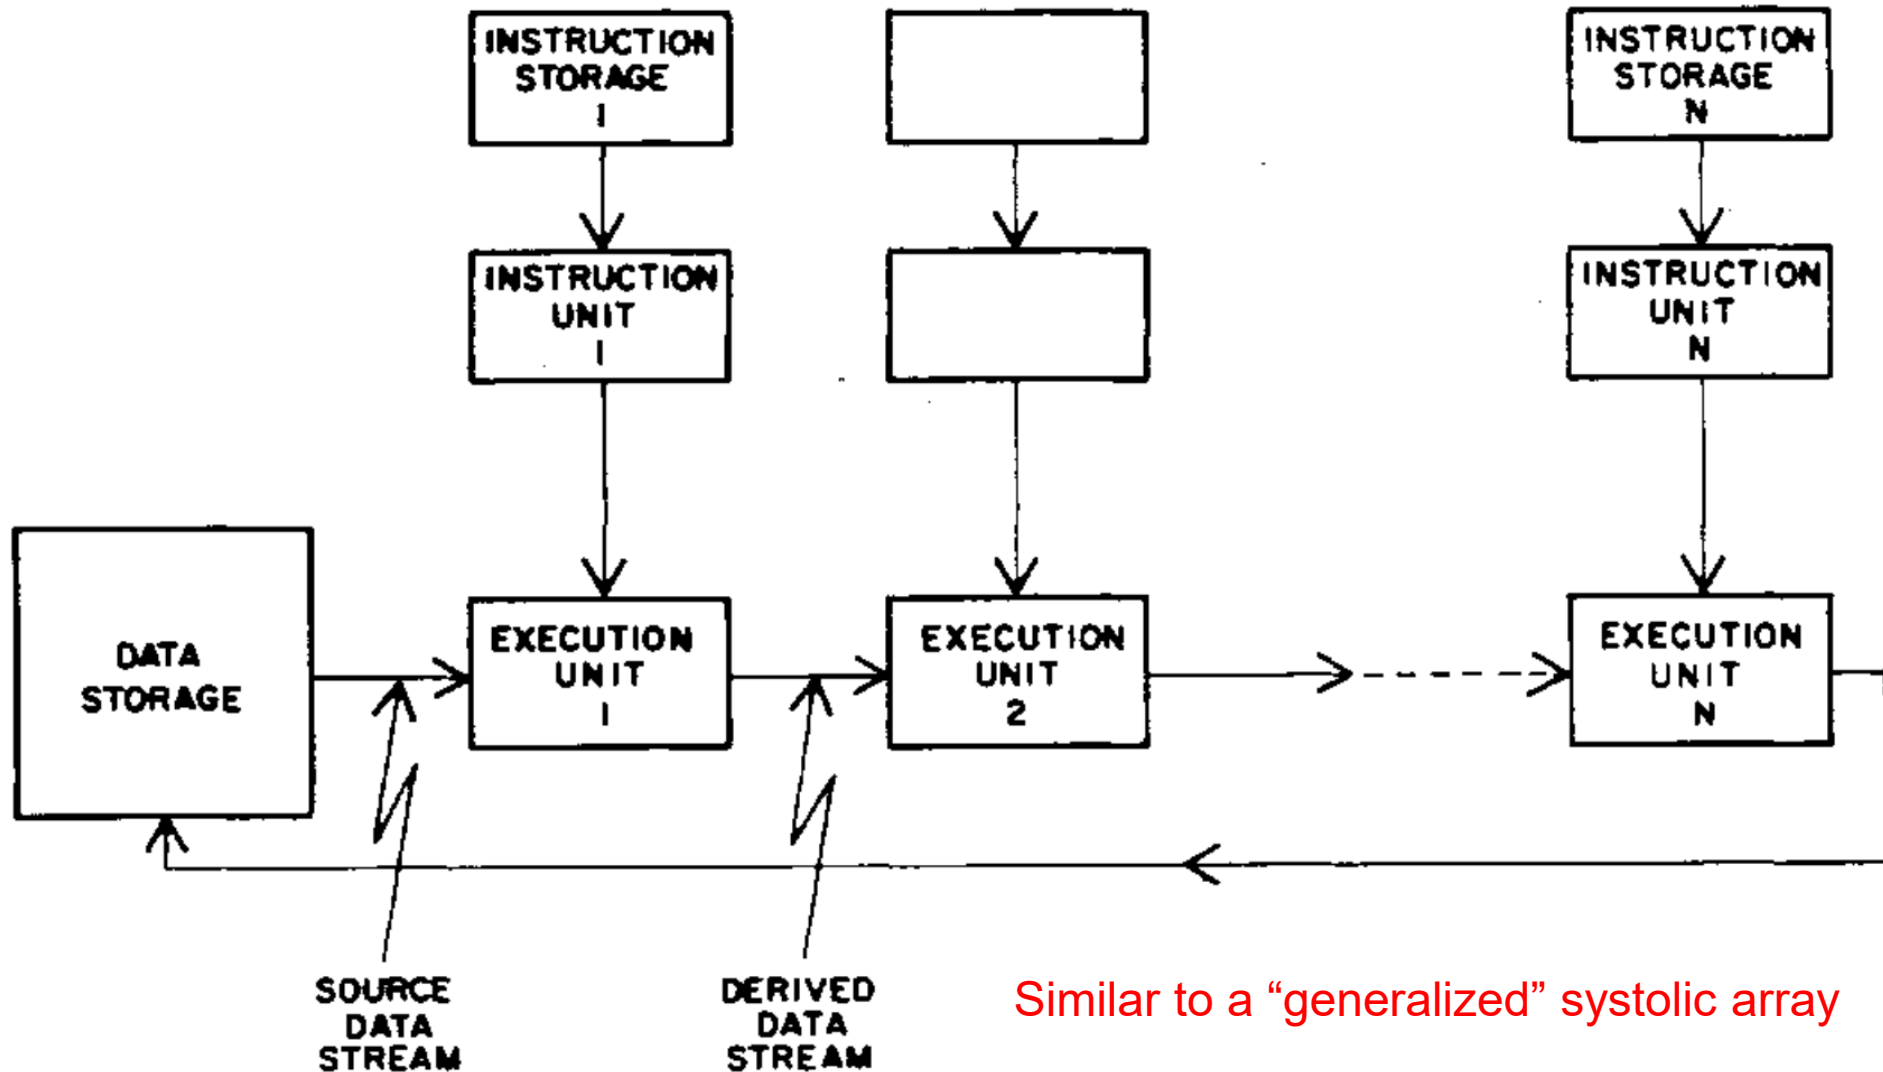 INSTRUCTION
STORAGE
1
INSTRUCTION
STORAGE
N
INSTRUCTION
UNIT
1
INSTRUCTION
UNIT
N
DATA
STORAGE
EXECUTION
UNIT
1
EXECUTION
UNIT
2
EXECUTION
UNIT
N
SOURCE
DATA
STREAM
DERIVED
DATA
STREAM
Similar to a “generalized” systolic array